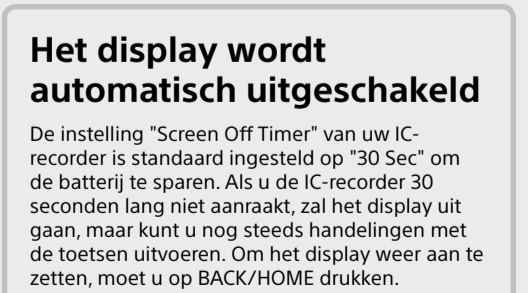 Het display wordt
automatisch uitgeschakeld
De instelling "Screen Off Timer" van uw IC-
recorder is standaard ingesteld op "30 Sec" om
de batterij te sparen. Als u de IC-recorder 30
seconden lang niet aanraakt, zal het display uit
gaan, maar kunt u nog steeds handelingen met
de toetsen uitvoeren. Om het display weer aan te
zetten, moet u op BACK/HOME drukken.